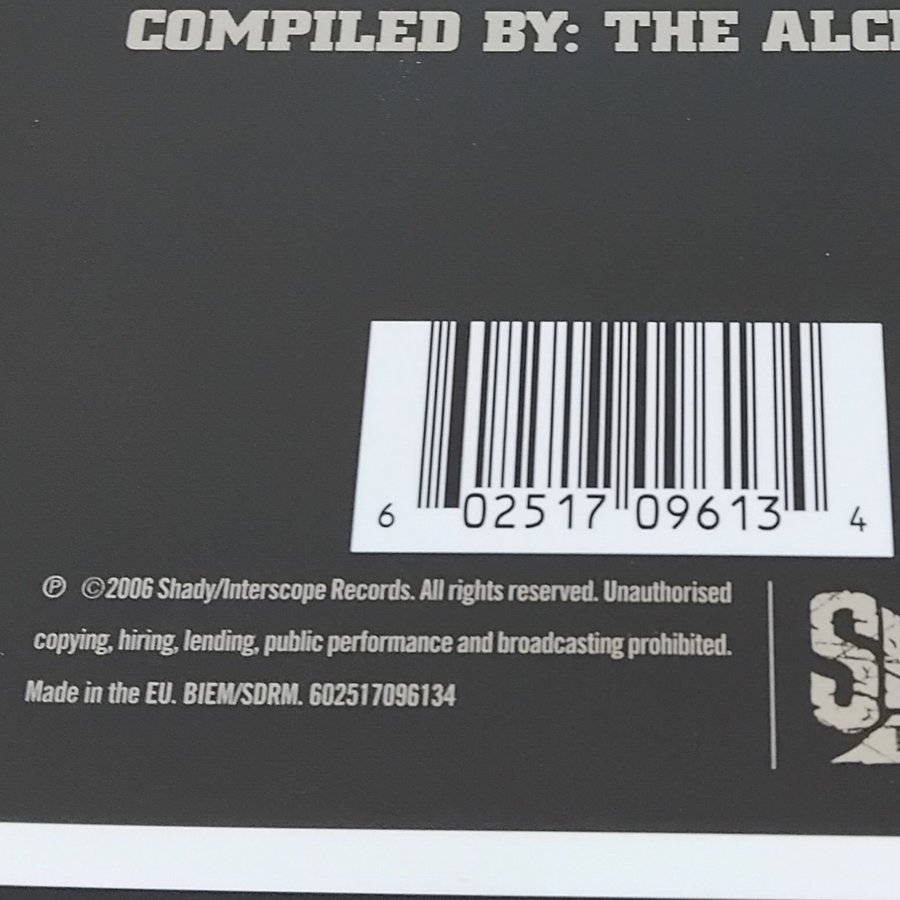 COMPILED BY: THE
6 02517 09613 4
℗ ©2006 Shady/Interscope Records. All rights reserved. Unauthorised
copying, hiring, lending, public performance and broadcasting prohibited.
Made in the EU. BIEM/SDRM. 602517096134